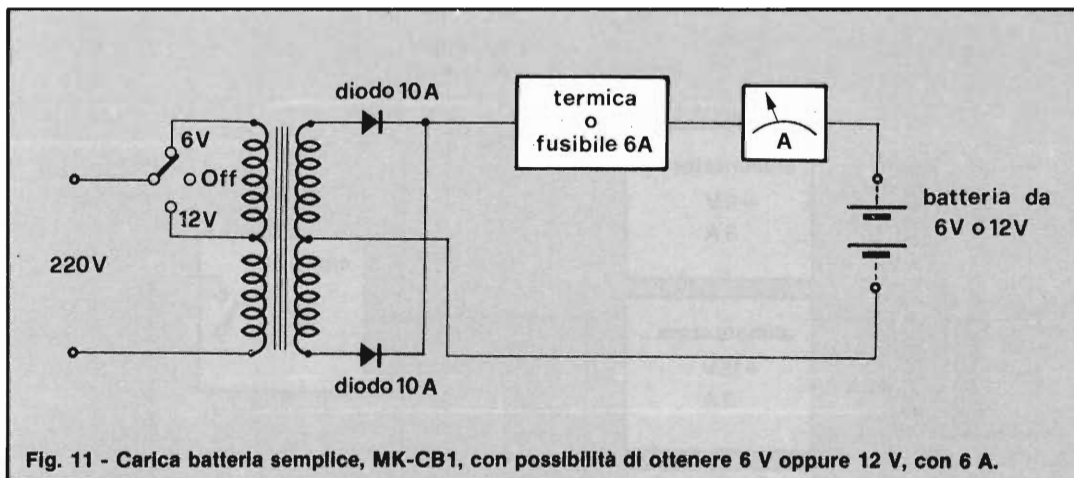 diodo 10 A
6V
Off
12V
220V
termica
o
fusibile 6A
A
batteria da
6V o 12V
diodo 10A
Fig. 11 - Carica batteria semplice, MK-CB1, con possibilità di ottenere 6 V oppure 12 V, con 6 A.